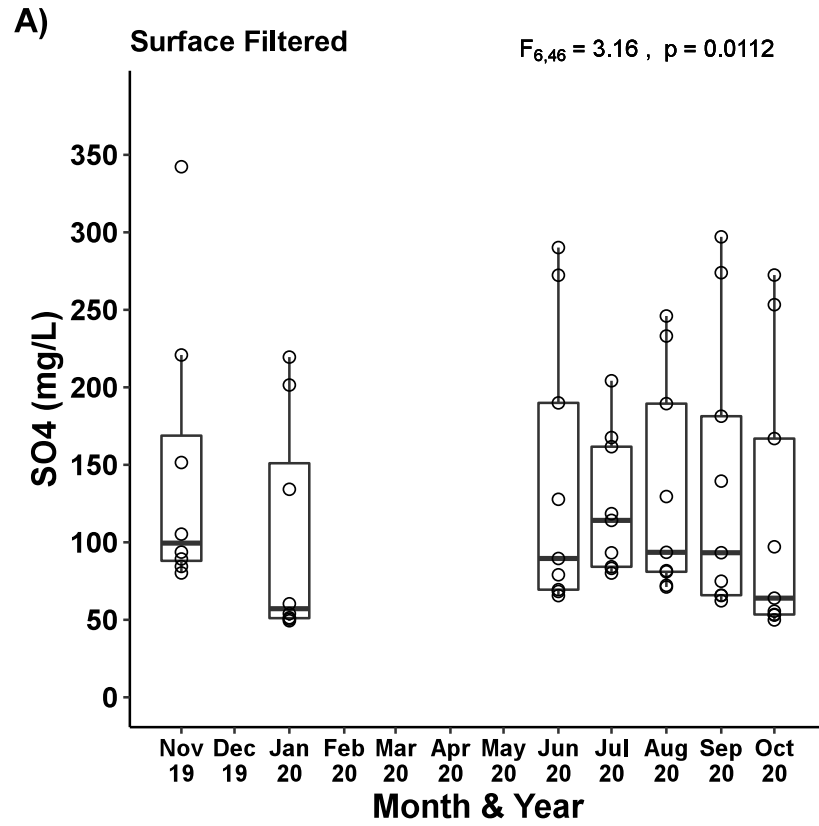 A)
Surface Filtered
F6,46 = 3.16 , p = 0.0112
SO4 (mg/L)
350
300
250
200
150
100
50
0
Nov Dec Jan Feb Mar Apr May Jun Jul Aug Sep Oct
19 19 20 20 20 20 20 20 20 20 20 20
Month & Year